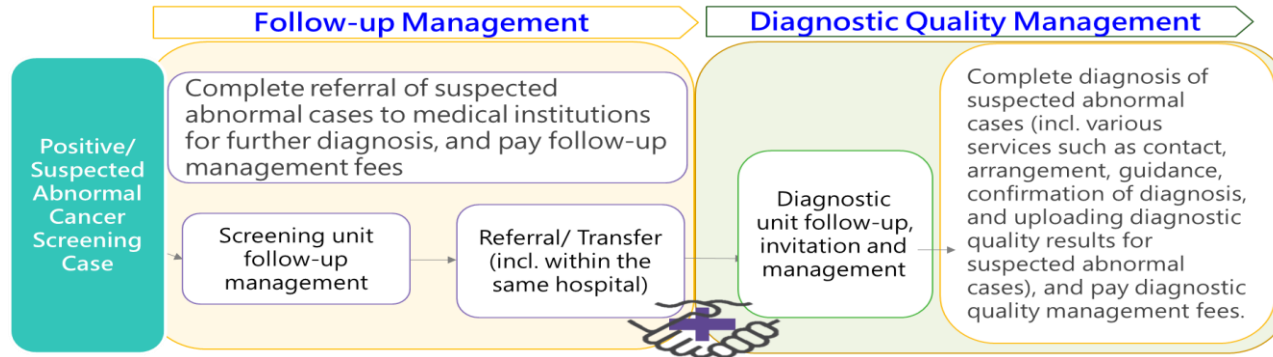 Follow-up Management
Diagnostic Quality Management
Positive/
Suspected
Abnormal
Cancer
Screening
Case
Complete referral of suspected
abnormal cases to medical institutions
for further diagnosis, and pay follow-up
management fees
Screening unit
follow-up
management
Referral/ Transfer
(incl. within the
same hospital)
Diagnostic
unit follow-up,
invitation and
management
Complete diagnosis of
suspected abnormal
cases (incl. various
services such as contact,
arrangement, guidance,
confirmation of diagnosis,
and uploading diagnostic
quality results for
suspected abnormal
cases), and pay diagnostic
quality management fees.